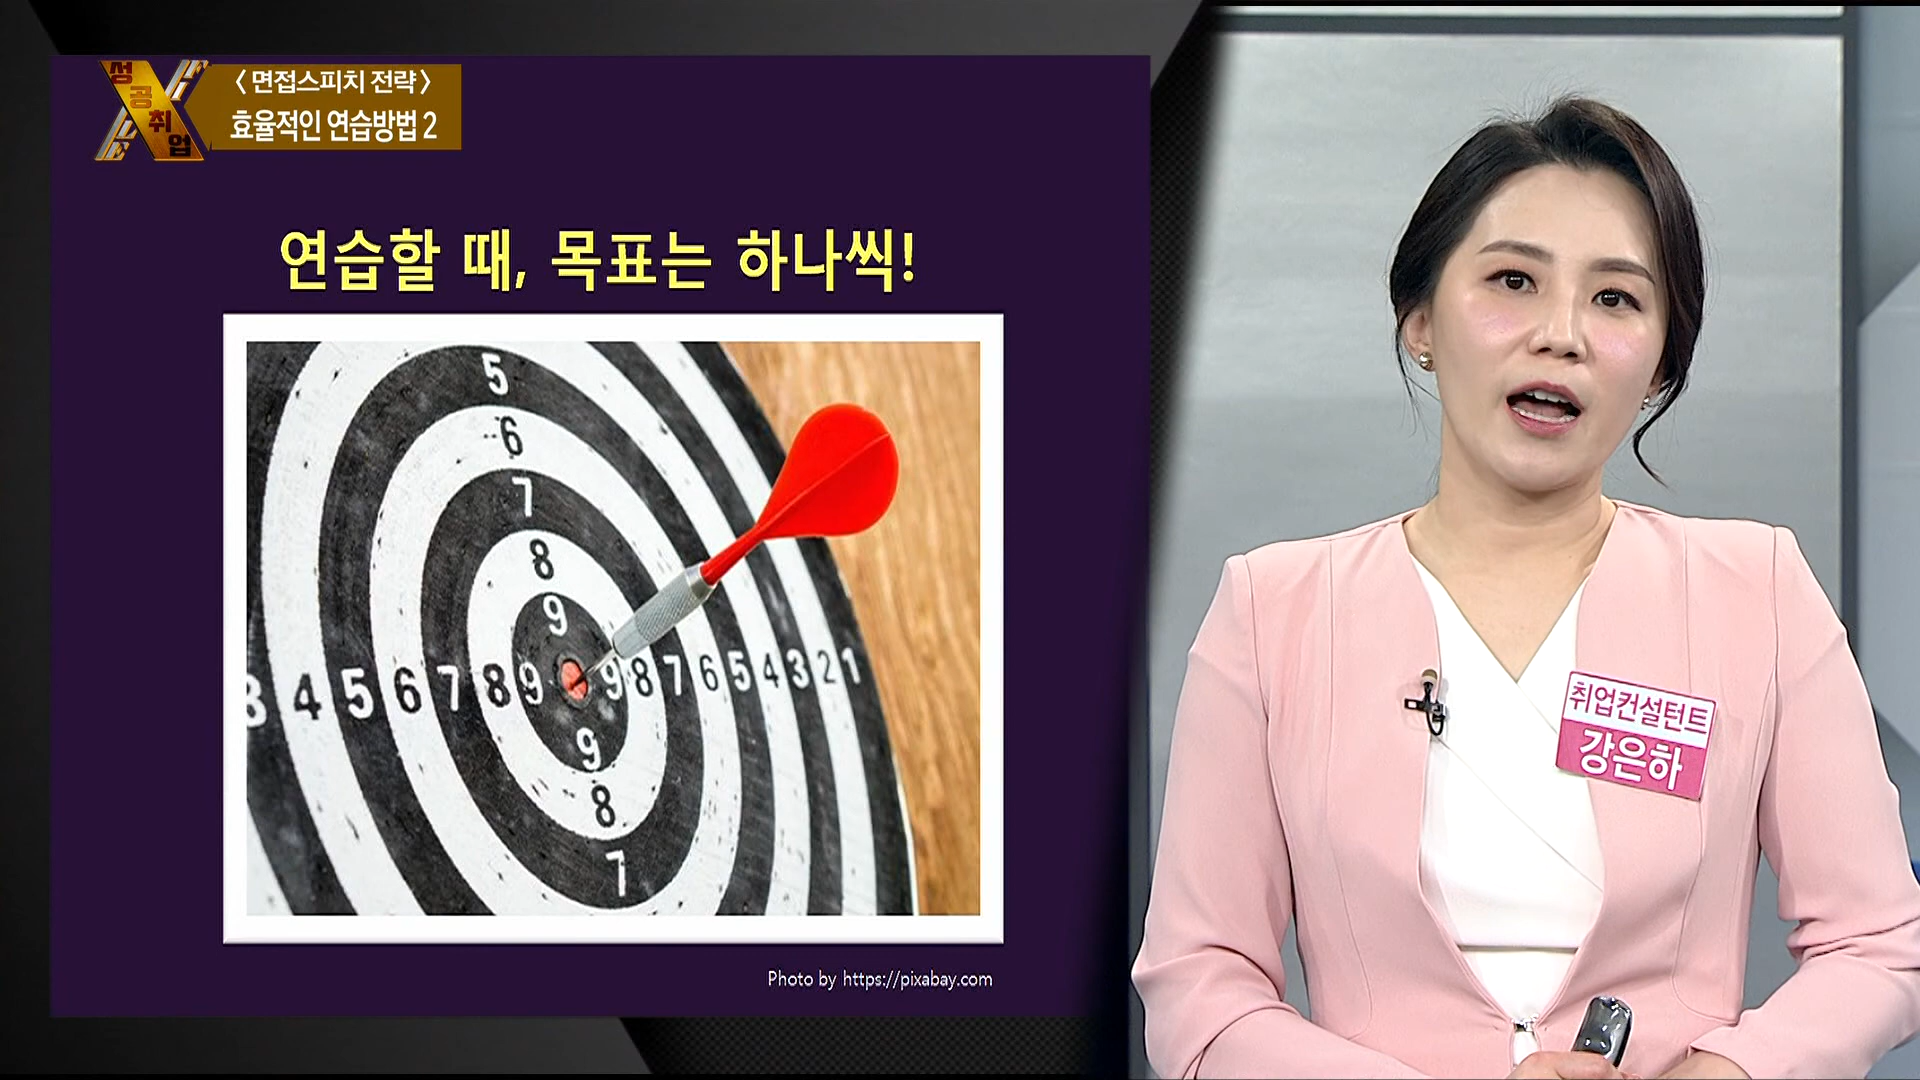 성공취업
〈 면접스피치 전략 〉
효율적인 연습방법 2
연습할 때, 목표는 하나씩!
5
6
7
8
9
3 4 5 6 7 8 9 9 8 7 6 5 4 3 2 1
9
8
7
Photo by https://pixabay.com
취업컨설턴트
강은하